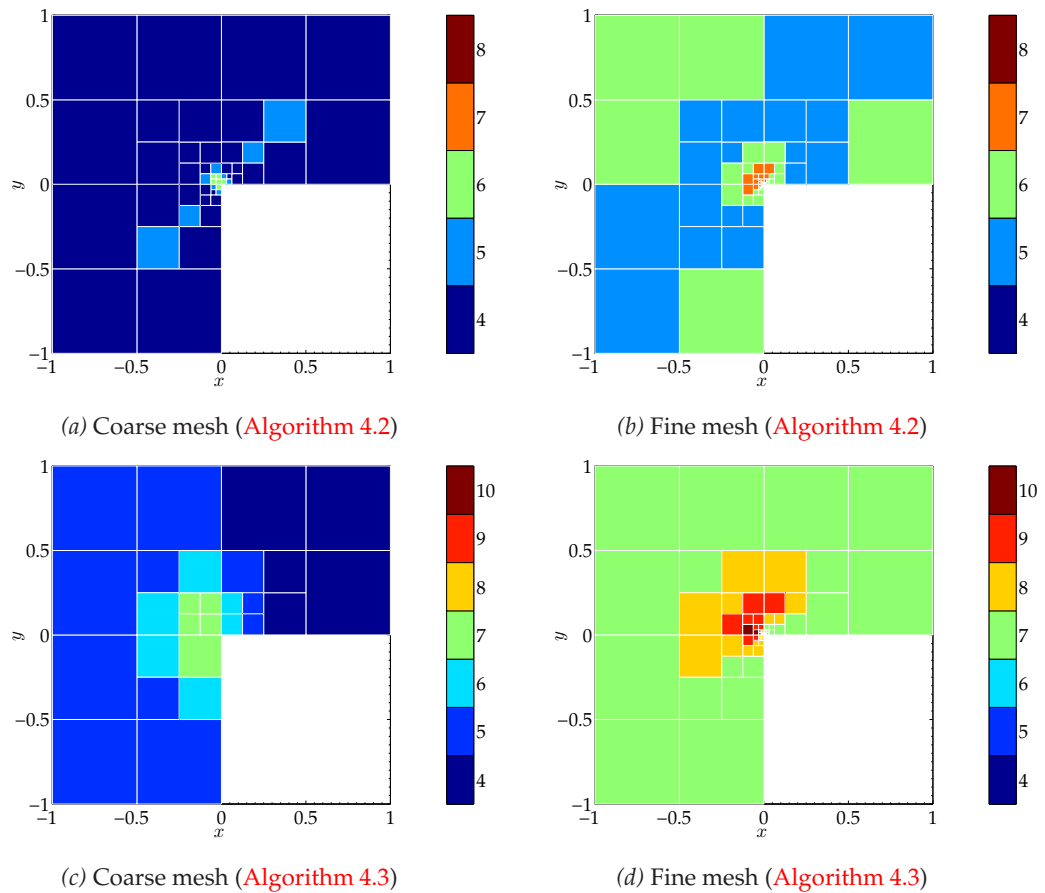 1
0.5
y 0
−0.5
−1
−1 −0.5 0 0.5 1
x
8
7
6
5
4
(a) Coarse mesh (Algorithm 4.2)
1
0.5
y 0
−0.5
−1
−1 −0.5 0 0.5 1
x
8
7
6
5
4
(b) Fine mesh (Algorithm 4.2)
1
0.5
y 0
−0.5
−1
−1 −0.5 0 0.5 1
x
10
9
8
7
6
5
4
(c) Coarse mesh (Algorithm 4.3)
1
0.5
y 0
−0.5
−1
−1 −0.5 0 0.5 1
x
10
9
8
7
6
5
4
(d) Fine mesh (Algorithm 4.3)